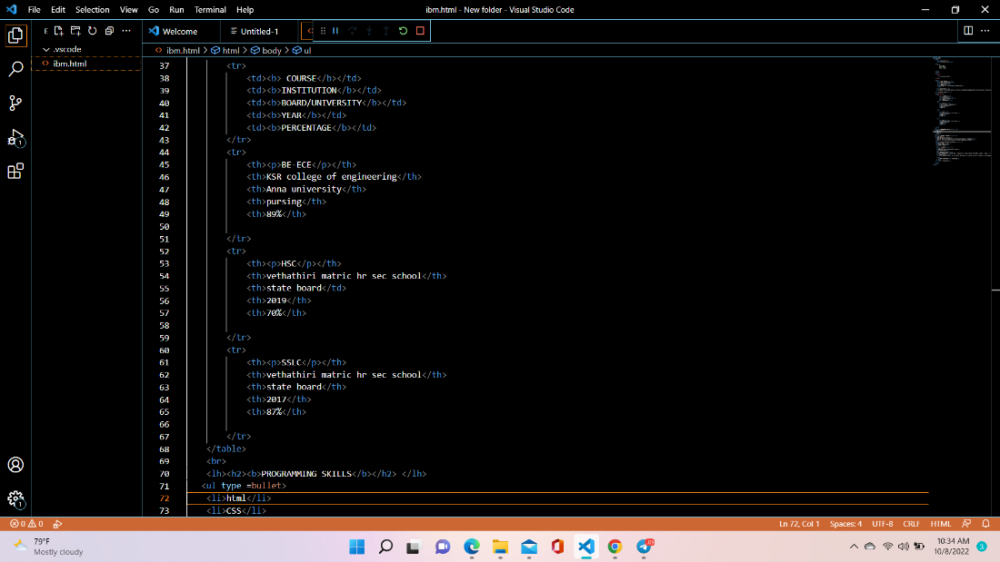 File Edit Selection View Go Run Terminal Help
ibm.html - New folder - Visual Studio Code
E
Welcome
Untitled-1
.vscode
ibm.html
ibm.html > html > body > ul
37 <tr>
38 <td><b> COURSE</b></td>
39 <td><b>INSTITUTION</b></td>
40 <td><b>BOARD/UNIVERSITY</b></td>
41 <td><b>YEAR</b></td>
42 <td><b>PERCENTAGE</b></td>
43 </tr>
44 <tr>
45 <th><p>BE-ECE</p></th>
46 <th>KSR college of engineering</th>
47 <th>Anna university</th>
48 <th>pursing</th>
49 <th>89%</th>
50
51 </tr>
52 <tr>
53 <th><p>HSC</p></th>
54 <th>vethathiri matric hr sec school</th>
55 <th>state board</td>
56 <th>2019</th>
57 <th>70%</th>
58
59 </tr>
60 <tr>
61 <th><p>SSLC</p></th>
62 <th>vethathiri matric hr sec school</th>
63 <th>state board</th>
64 <th>2017</th>
65 <th>87%</th>
66
67 </tr>
68 </table>
69 <br>
70 <lh><h2><b>PROGRAMMING SKILLS</b></h2> </lh>
71 <ul type =bullet>
72 <li>html</li>
73 <li>CSS</li>
1
1
0 0
Ln 72, Col 1 Spaces: 4 UTF-8 CRLF HTML
79°F
Mostly cloudy
10:34 AM
10/8/2022
3